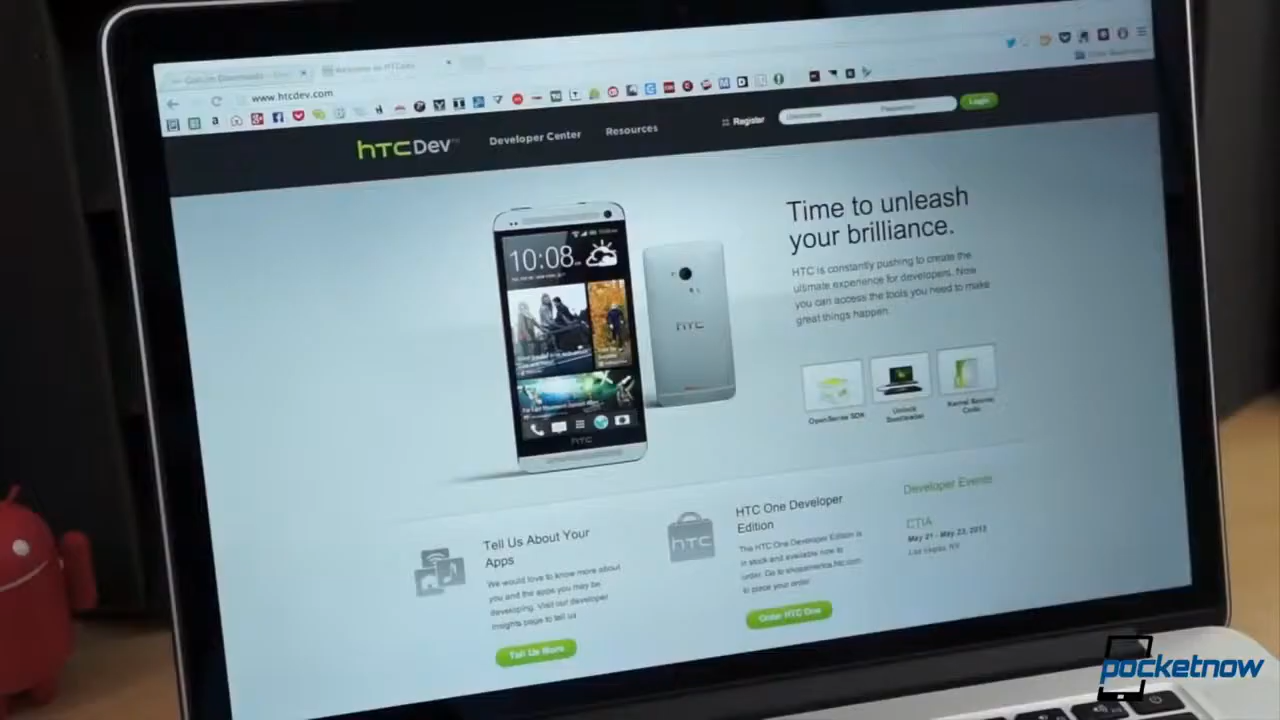 www.htcdev.com
hTC Dev™
Developer Center
Resources
Register
Login
Time to unleash
your brilliance.
HTC is constantly pushing to create the
ultimate experience for developers. Now
you can access the tools you need to make
great things happen.
10:08
hTC
hTC
OpenSense SDK
Unlock
Bootloader
Kernel Source
Code
Tell Us About Your
Apps
We would love to know more about
you and the apps you may be
developing. Visit our developer
insights page to tell us
Tell Us More
hTC
HTC One Developer
Edition
The HTC One Developer Edition is
in stock and available now to
order. Go to shopamerica.htc.com
to place your order.
Order HTC One
Developer Events
CTIA
May 21 - May 23, 2013
Las Vegas, NV
pocketnow